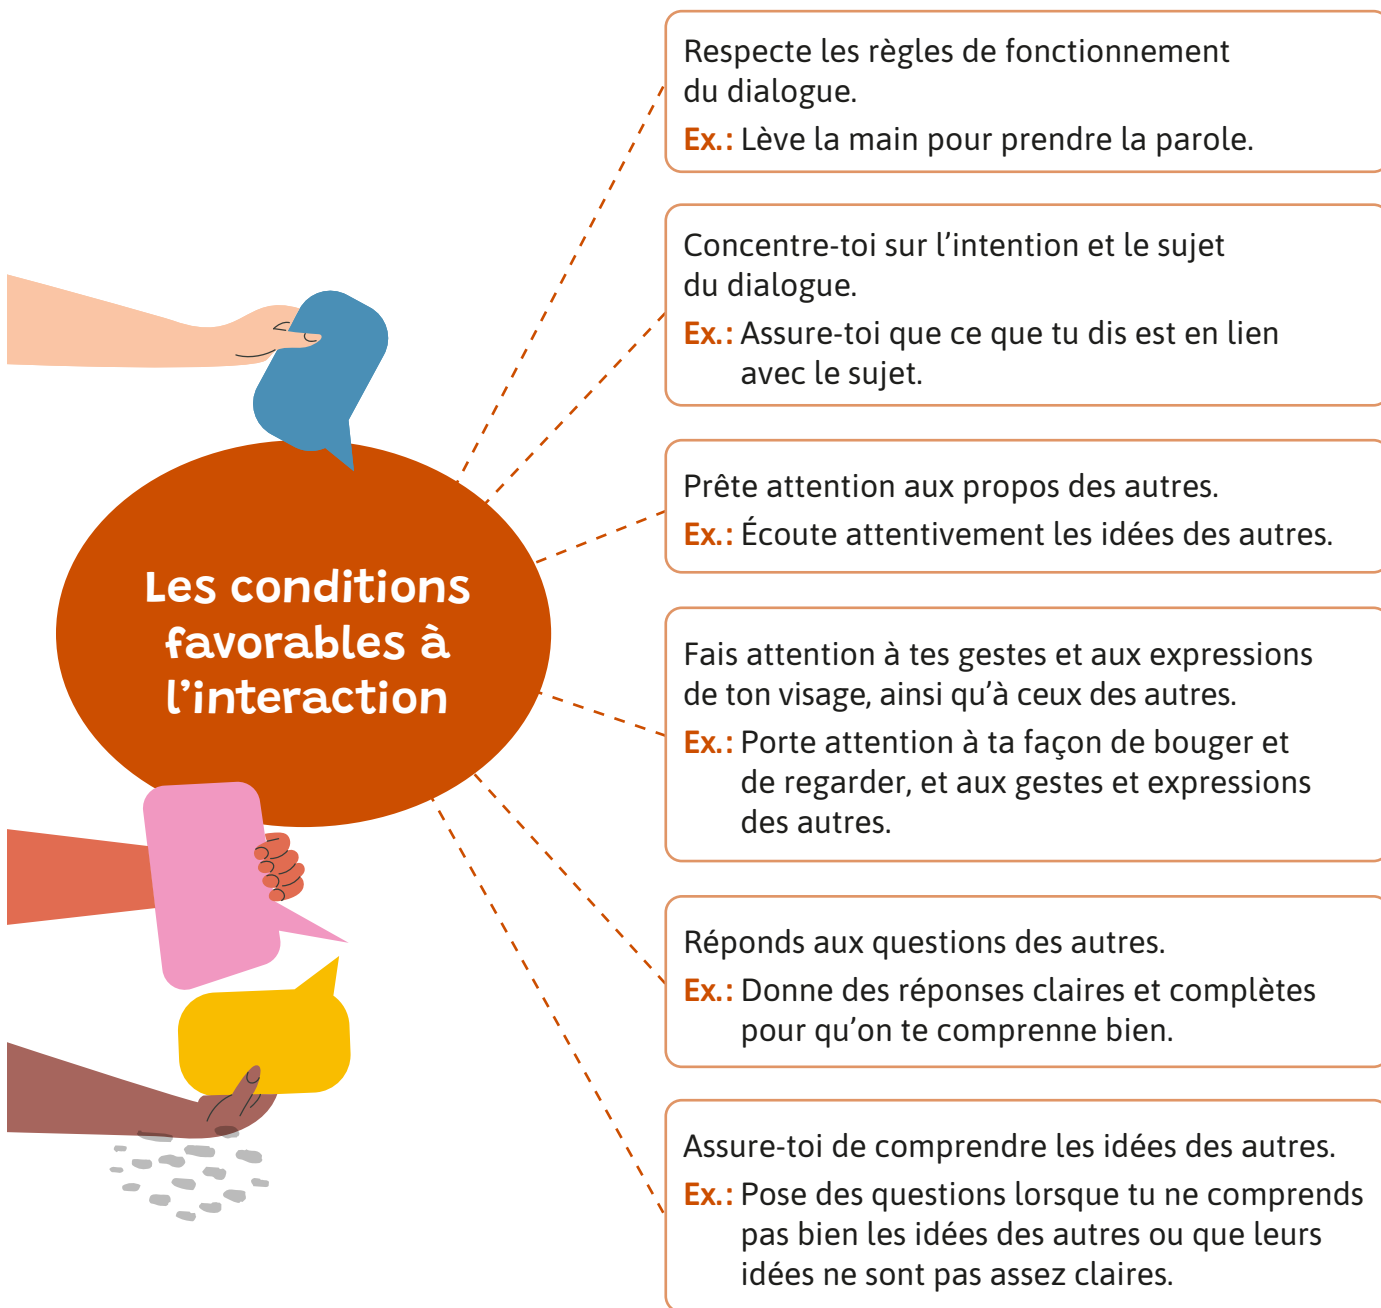 Respecte les règles de fonctionnement
du dialogue.
Ex.: Lève la main pour prendre la parole.
Concentre-toi sur l’intention et le sujet
du dialogue.
Ex.: Assure-toi que ce que tu dis est en lien
avec le sujet.
Prête attention aux propos des autres.
Ex.: Écoute attentivement les idées des autres.
Les conditions
favorables à
l’interaction
Fais attention à tes gestes et aux expressions
de ton visage, ainsi qu’à ceux des autres.
Ex.: Porte attention à ta façon de bouger et
de regarder, et aux gestes et expressions
des autres.
Réponds aux questions des autres.
Ex.: Donne des réponses claires et complètes
pour qu’on te comprenne bien.
Assure-toi de comprendre les idées des autres.
Ex.: Pose des questions lorsque tu ne comprends
pas bien les idées des autres ou que leurs
idées ne sont pas assez claires.